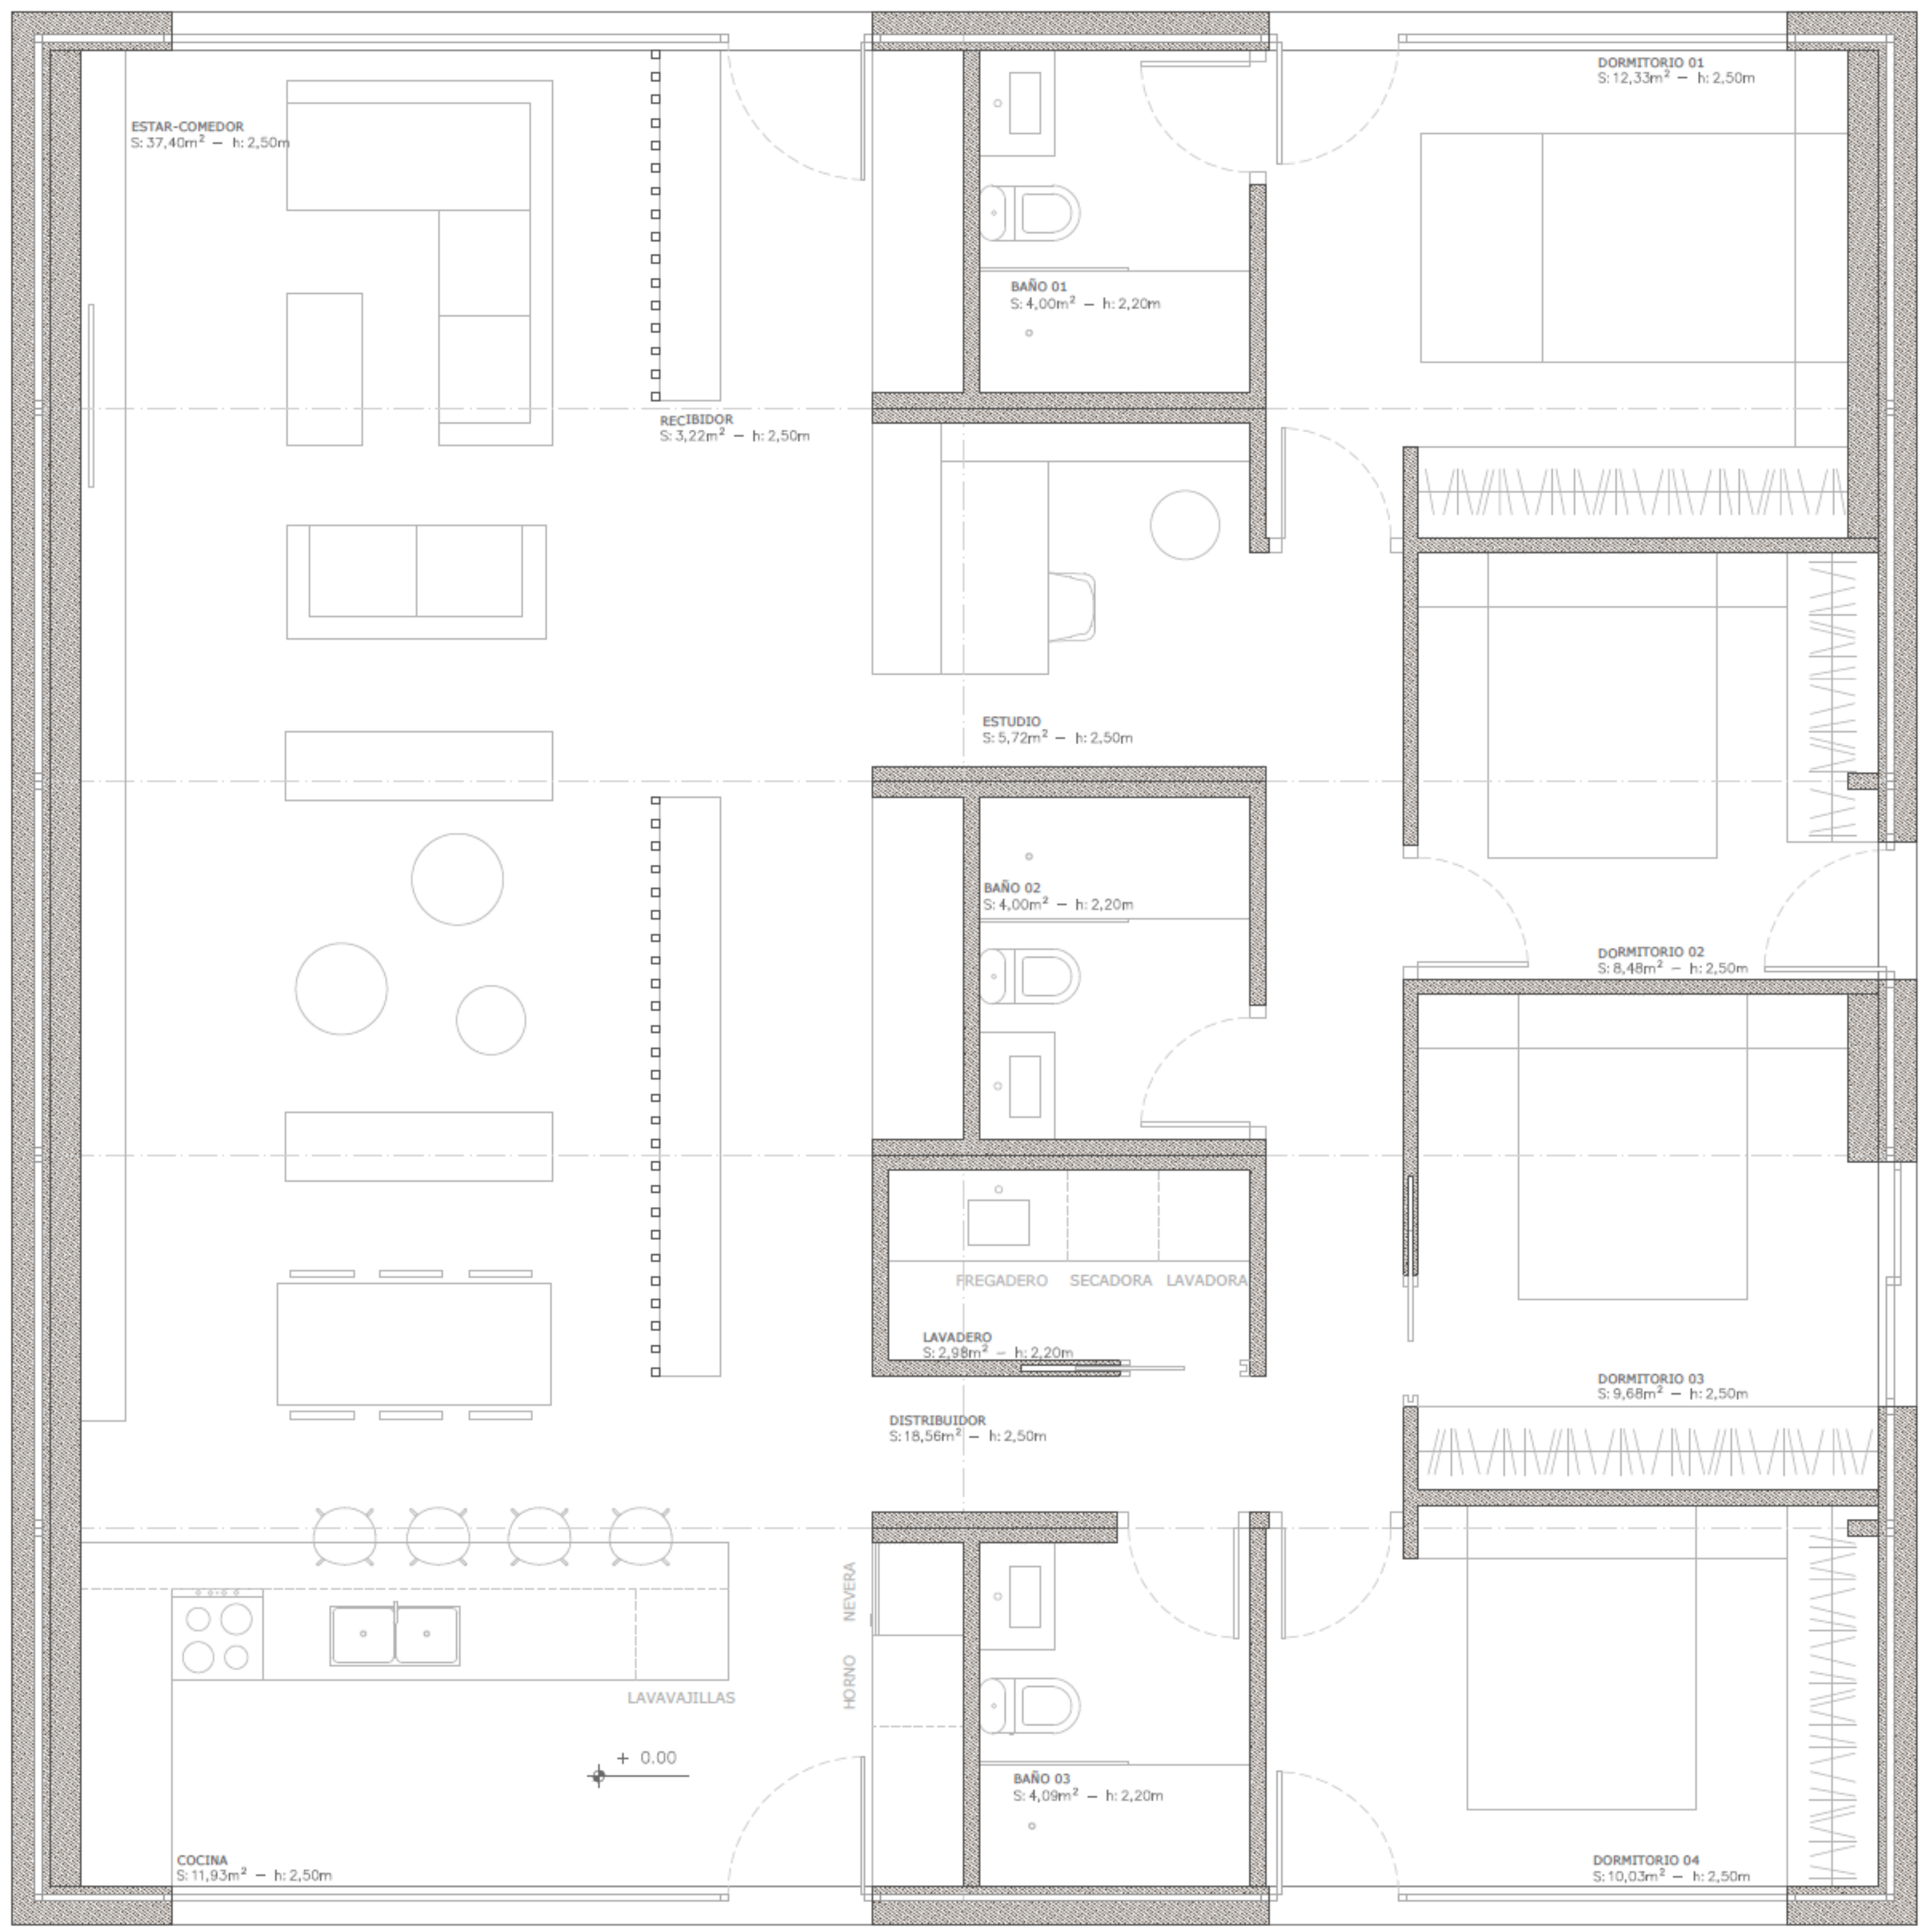 DORMITORIO 01
S: 12,33m² – h: 2,50m
ESTAR-COMEDOR
S: 37,40m² – h: 2,50m
BAÑO 01
S: 4,00m² – h: 2,20m
RECIBIDOR
S: 3,22m² – h: 2,50m
ESTUDIO
S: 5,72m² – h: 2,50m
BAÑO 02
S: 4,00m² – h: 2,20m
DORMITORIO 02
S: 8,48m² – h: 2,50m
FREGADERO SECADORA LAVADORA
LAVADERO
S: 2,98m² – h: 2,20m
DORMITORIO 03
S: 9,68m² – h: 2,50m
DISTRIBUIDOR
S: 18,56m² – h: 2,50m
NEVERA
HORNO
LAVAVAJILLAS
+ 0.00
BAÑO 03
S: 4,09m² – h: 2,20m
COCINA
S: 11,93m² – h: 2,50m
DORMITORIO 04
S: 10,03m² – h: 2,50m